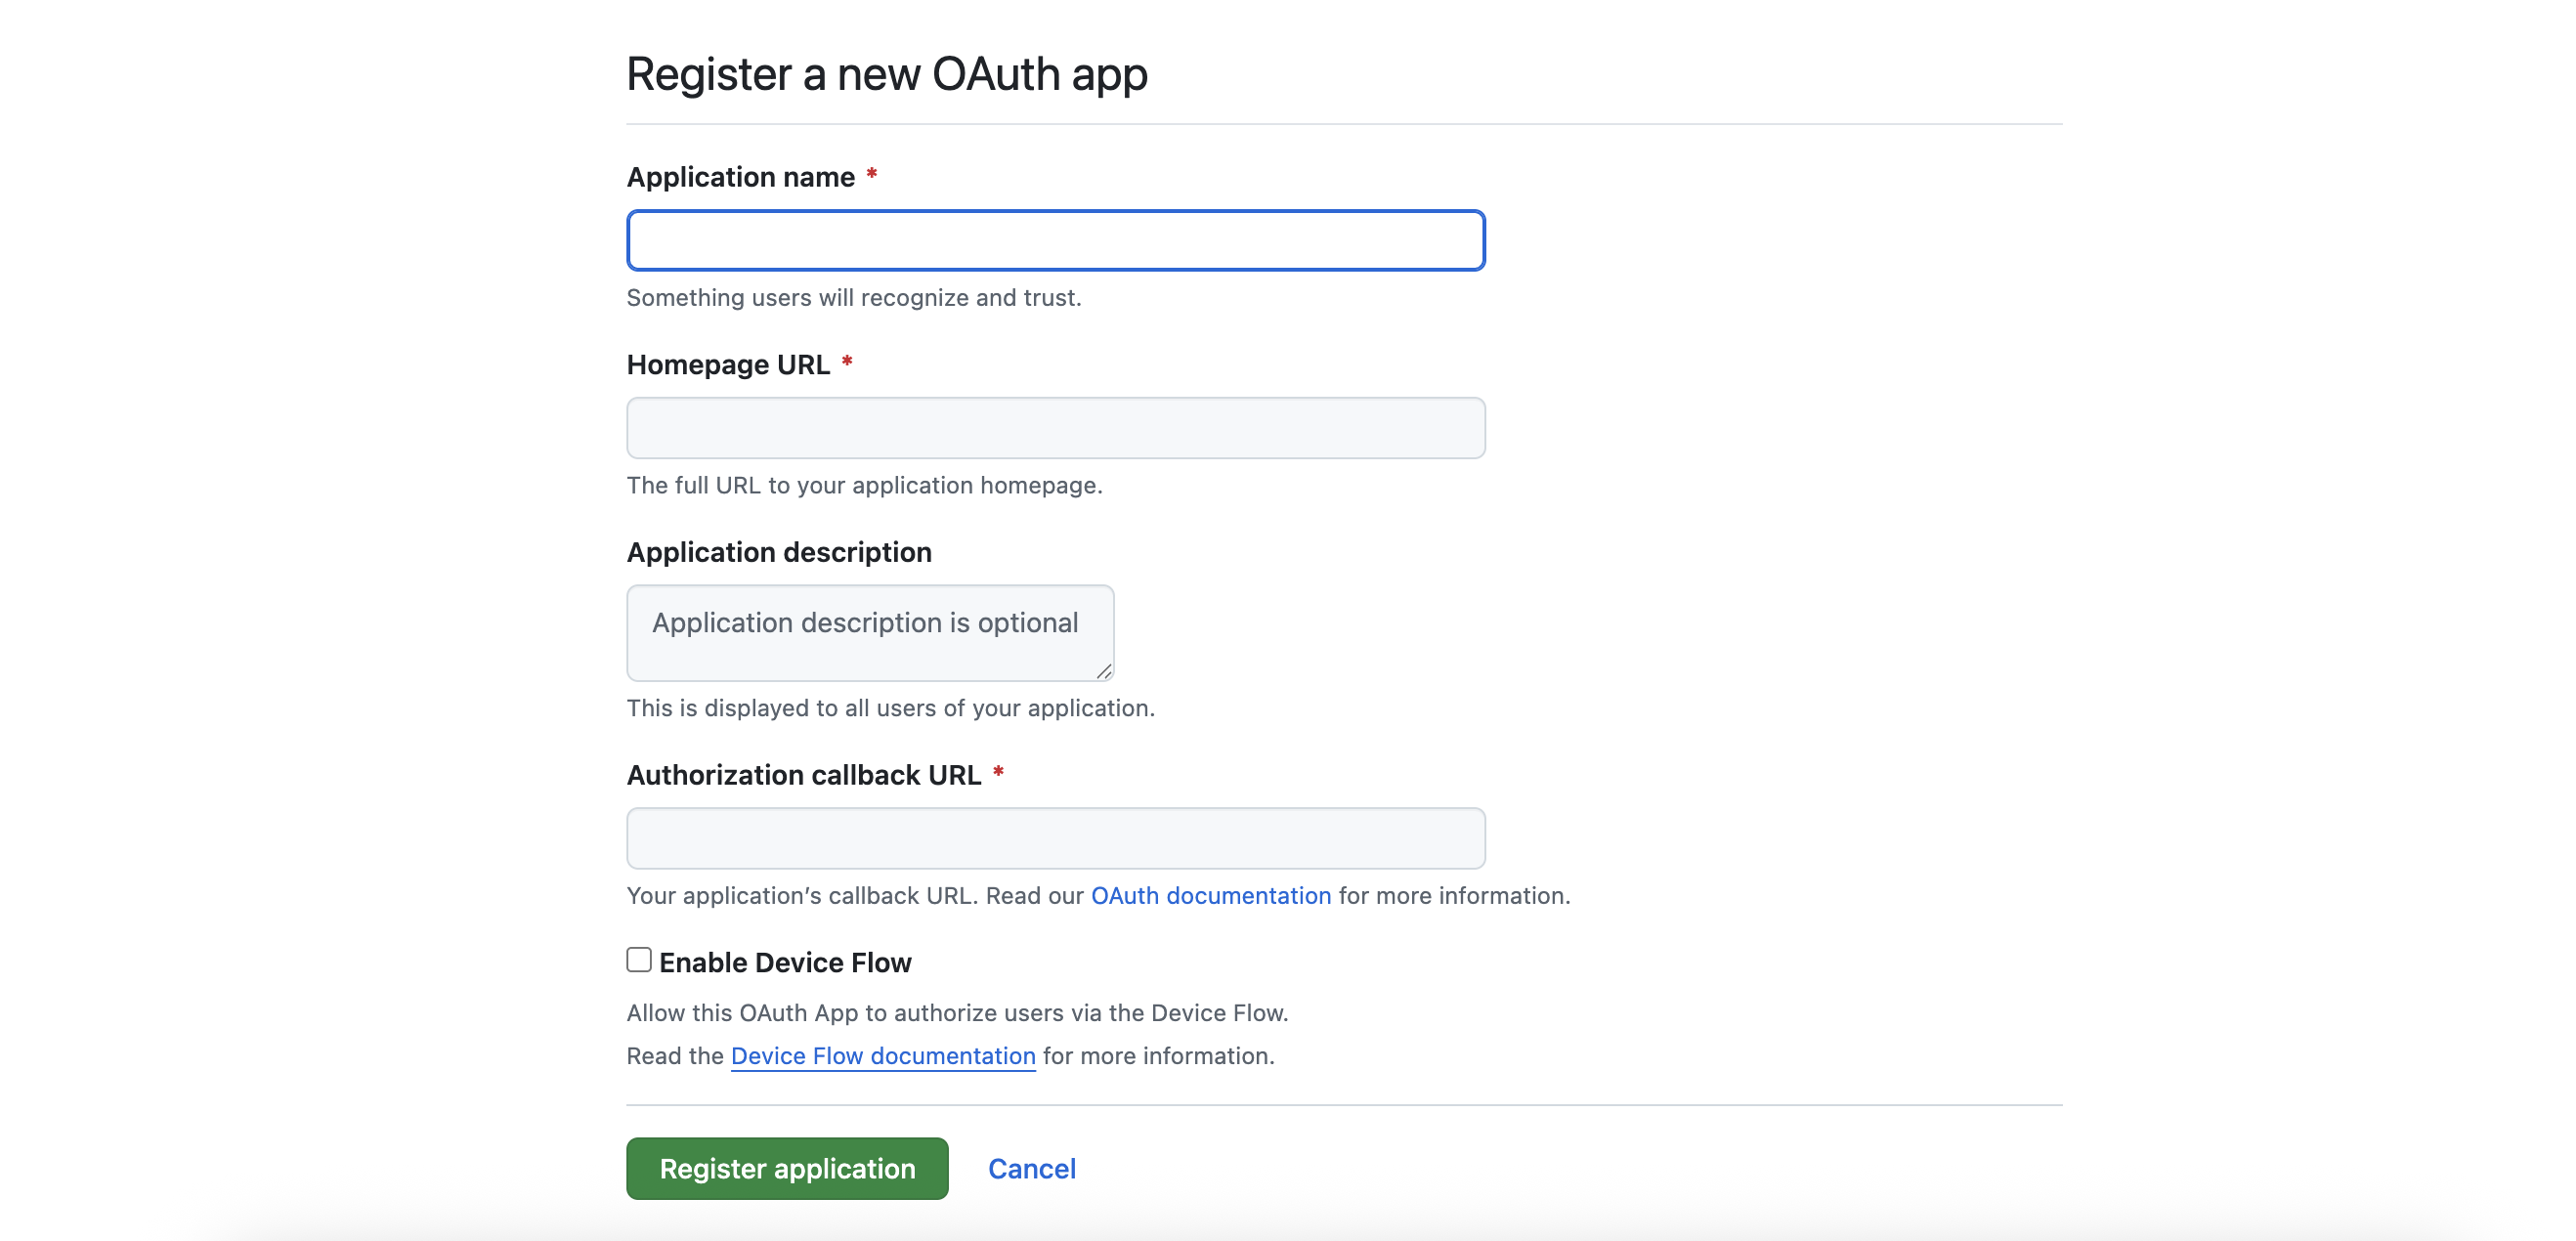 Register a new OAuth app
Application name *
Something users will recognize and trust.
Homepage URL *
The full URL to your application homepage.
Application description
Application description is optional
This is displayed to all users of your application.
Authorization callback URL *
Your application’s callback URL. Read our OAuth documentation for more information.
Enable Device Flow
Allow this OAuth App to authorize users via the Device Flow.
Read the Device Flow documentation for more information.
Register application Cancel